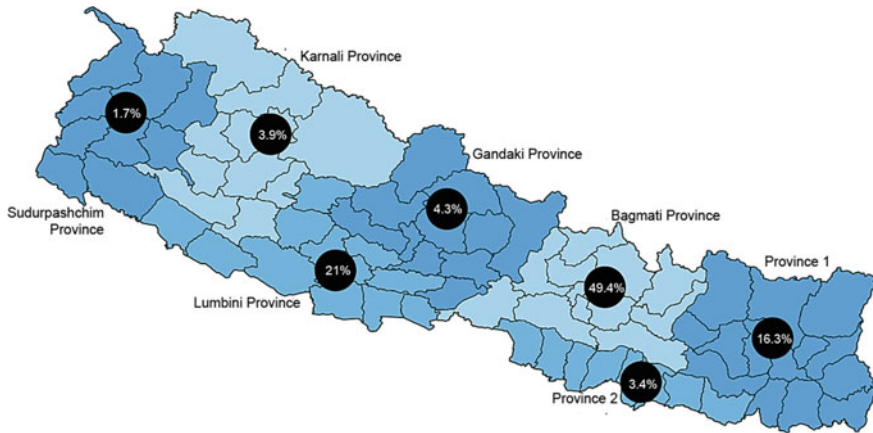 Karnali Province
1.7%
3.9%
Gandaki Province
4.3%
Bagmati Province
Sudurpashchim
Province
Province 1
21%
49.4%
Lumbini Province
16.3%
3.4%
Province 2